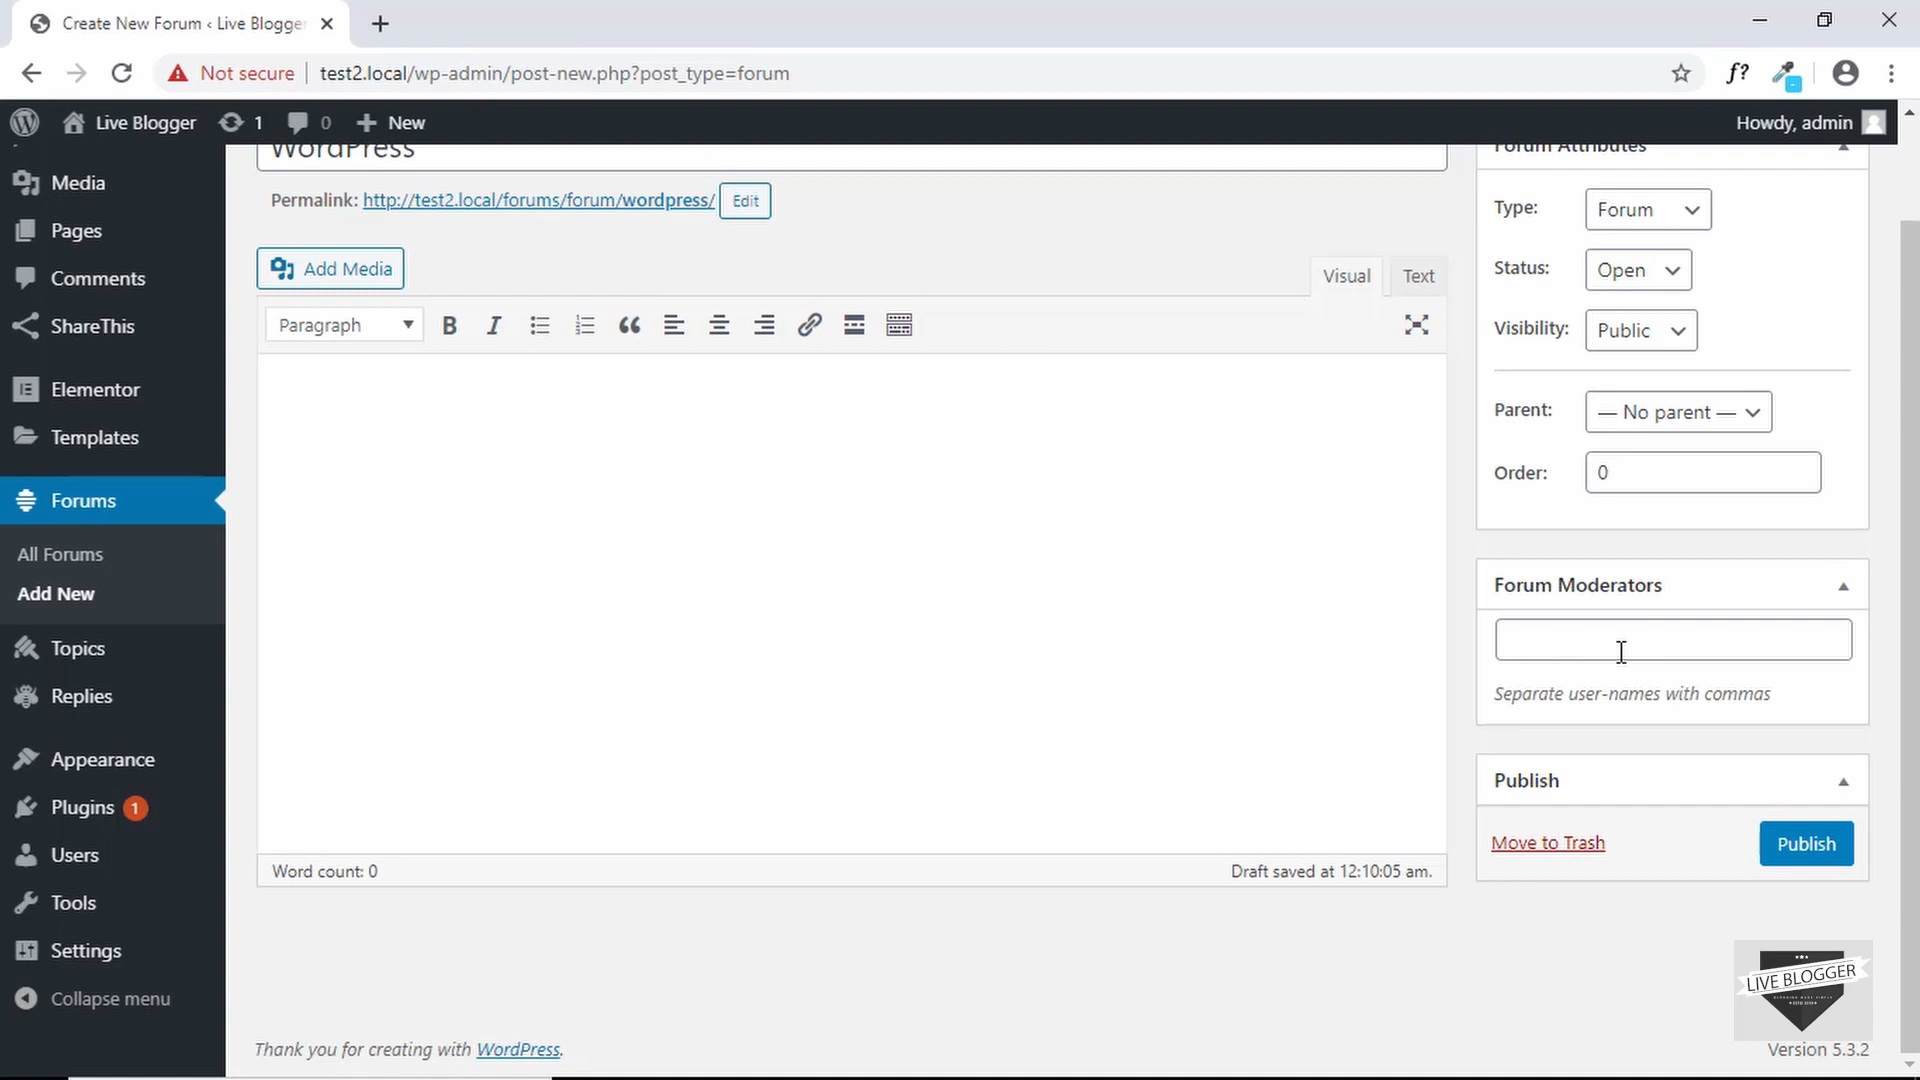 Create New Forum ‹ Live Blogger
Not secure
test2.local/wp-admin/post-new.php?post_type=forum
f?
Live Blogger
1
0
New
Howdy, admin
Media
Pages
Comments
ShareThis
Elementor
Templates
Forums
All Forums
Add New
Topics
Replies
Appearance
Plugins 1
Users
Tools
Settings
Collapse menu
WordPress
Permalink: http://test2.local/forums/forum/wordpress/ Edit
Add Media
Visual
Text
Paragraph
B
I
Word count: 0
Draft saved at 12:10:05 am.
Forum Attributes
Type: Forum
Status: Open
Visibility: Public
Parent: — No parent —
Order: 0
Forum Moderators
Separate user-names with commas
Publish
Move to Trash
Publish
LIVE BLOGGER
Thank you for creating with WordPress.
Version 5.3.2